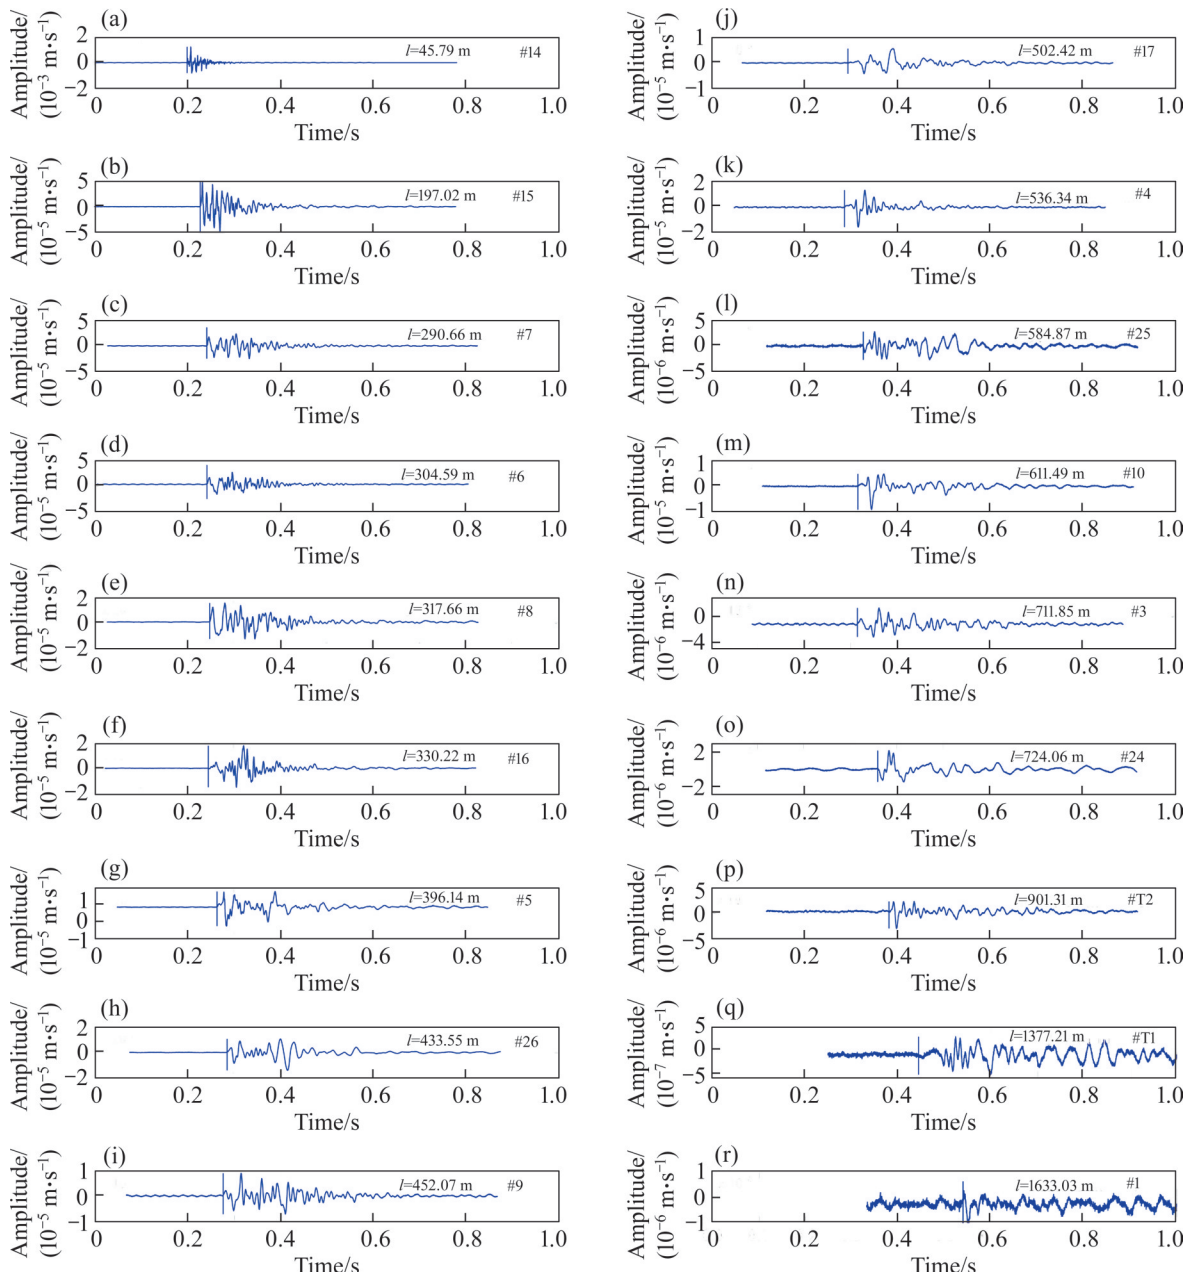 (a)
Amplitude/
(10⁻³ m·s⁻¹)
2
0
−2
l=45.79 m #14
0 0.2 0.4 0.6 0.8 1.0
Time/s
(b)
Amplitude/
(10⁻⁵ m·s⁻¹)
5
0
−5
l=197.02 m #15
0 0.2 0.4 0.6 0.8 1.0
Time/s
(c)
Amplitude/
(10⁻⁵ m·s⁻¹)
5
0
−5
l=290.66 m #7
0 0.2 0.4 0.6 0.8 1.0
Time/s
(d)
Amplitude/
(10⁻⁵ m·s⁻¹)
5
0
−5
l=304.59 m #6
0 0.2 0.4 0.6 0.8 1.0
Time/s
(e)
Amplitude/
(10⁻⁵ m·s⁻¹)
2
0
−2
l=317.66 m #8
0 0.2 0.4 0.6 0.8 1.0
Time/s
(f)
Amplitude/
(10⁻⁵ m·s⁻¹)
2
0
−2
l=330.22 m #16
0 0.2 0.4 0.6 0.8 1.0
Time/s
(g)
Amplitude/
(10⁻⁵ m·s⁻¹)
1
0
−1
l=396.14 m #5
0 0.2 0.4 0.6 0.8 1.0
Time/s
(h)
Amplitude/
(10⁻⁵ m·s⁻¹)
2
0
−2
l=433.55 m #26
0 0.2 0.4 0.6 0.8 1.0
Time/s
(i)
Amplitude/
(10⁻⁵ m·s⁻¹)
1
0
−1
l=452.07 m #9
0 0.2 0.4 0.6 0.8 1.0
Time/s
(j)
Amplitude/
(10⁻⁵ m·s⁻¹)
1
0
−1
l=502.42 m #17
0 0.2 0.4 0.6 0.8 1.0
Time/s
(k)
Amplitude/
(10⁻⁵ m·s⁻¹)
2
0
−2
l=536.34 m #4
0 0.2 0.4 0.6 0.8 1.0
Time/s
(l)
Amplitude/
(10⁻⁶ m·s⁻¹)
5
0
−5
l=584.87 m #25
0 0.2 0.4 0.6 0.8 1.0
Time/s
(m)
Amplitude/
(10⁻⁵ m·s⁻¹)
1
0
−1
l=611.49 m #10
0 0.2 0.4 0.6 0.8 1.0
Time/s
(n)
Amplitude/
(10⁻⁶ m·s⁻¹)
0
−4
l=711.85 m #3
0 0.2 0.4 0.6 0.8 1.0
Time/s
(o)
Amplitude/
(10⁻⁶ m·s⁻¹)
2
0
−2
l=724.06 m #24
0 0.2 0.4 0.6 0.8 1.0
Time/s
(p)
Amplitude/
(10⁻⁶ m·s⁻¹)
5
0
−5
l=901.31 m #T2
0 0.2 0.4 0.6 0.8 1.0
Time/s
(q)
Amplitude/
(10⁻⁷ m·s⁻¹)
5
0
−5
l=1377.21 m #T1
0 0.2 0.4 0.6 0.8 1.0
Time/s
(r)
Amplitude/
(10⁻⁶ m·s⁻¹)
1
0
−1
l=1633.03 m #1
0 0.2 0.4 0.6 0.8 1.0
Time/s